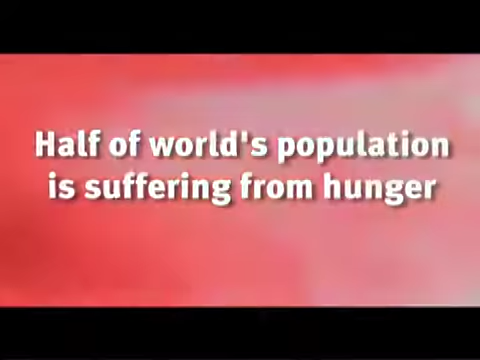 Half of world's population
is suffering from hunger